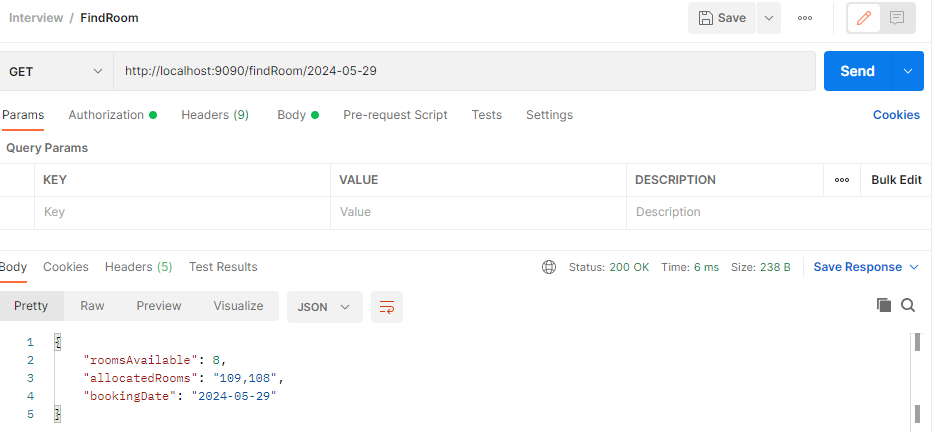 Interview / FindRoom
Save
GET http://localhost:9090/findRoom/2024-05-29 Send
Params Authorization Headers (9) Body Pre-request Script Tests Settings Cookies
Query Params
KEY VALUE DESCRIPTION Bulk Edit
Key Value Description
Body Cookies Headers (5) Test Results Status: 200 OK Time: 6 ms Size: 238 B Save Response
Pretty Raw Preview Visualize JSON
1 {
2 "roomsAvailable": 8,
3 "allocatedRooms": "109,108",
4 "bookingDate": "2024-05-29"
5 }